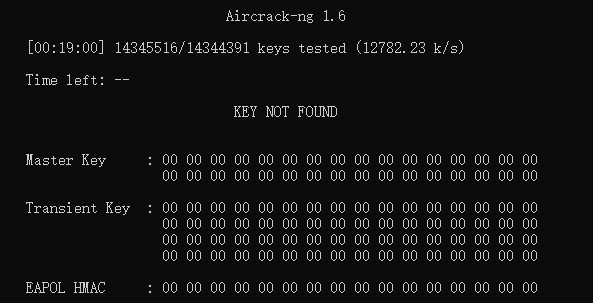 Aircrack-ng 1.6
[00:19:00] 14345516/14344391 keys tested (12782.23 k/s)
Time left: --
KEY NOT FOUND
Master Key : 00 00 00 00 00 00 00 00 00 00 00 00 00 00 00 00
00 00 00 00 00 00 00 00 00 00 00 00 00 00 00 00
Transient Key : 00 00 00 00 00 00 00 00 00 00 00 00 00 00 00 00
00 00 00 00 00 00 00 00 00 00 00 00 00 00 00 00
00 00 00 00 00 00 00 00 00 00 00 00 00 00 00 00
00 00 00 00 00 00 00 00 00 00 00 00 00 00 00 00
EAPOL HMAC : 00 00 00 00 00 00 00 00 00 00 00 00 00 00 00 00